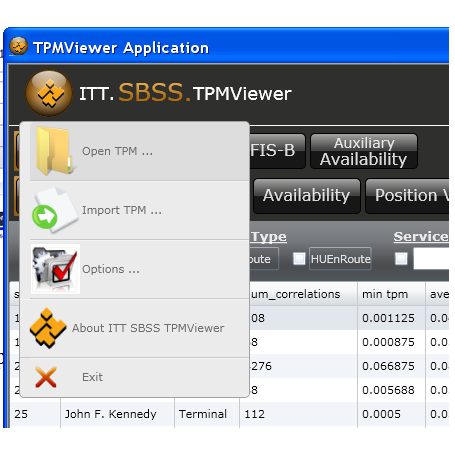 TPMViewer Application
ITT.SBSS.TPMViewer
Open TPM ...
FIS-B
Auxiliary
Availability
Import TPM ...
Availability
Position V
Type
Service
Options ...
oute
HUEnRoute
s
um_correlations
min tpm
ave
1
08
0.001125
0.0
About ITT SBSS TPMViewer
1
8
0.000875
0.0
2
276
0.066875
0.0
Exit
2
8
0.005688
0.0
25
John F. Kennedy
Terminal
112
0.0005
0.0